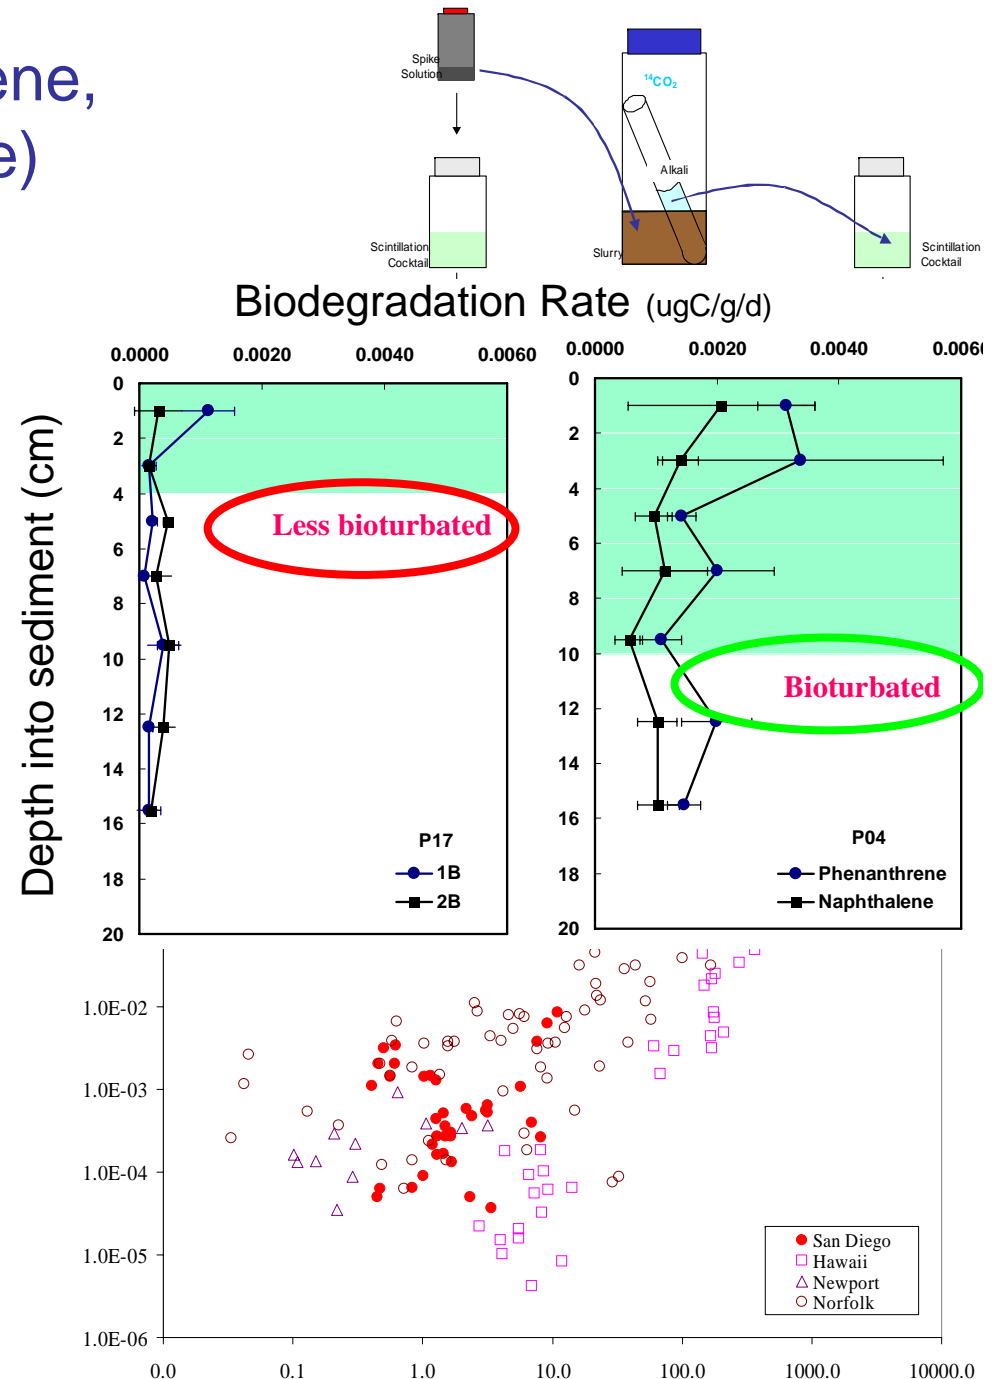 ene,
e)
Spike
Solution
14CO2
Alkali
Scintillation
Cocktail
Slurry
Scintillation
Cocktail
Biodegradation Rate (ugC/g/d)
0.0000 0.0020 0.0040 0.0060
0.0000 0.0020 0.0040 0.0060
Depth into sediment (cm)
0
2
4
6
8
10
12
14
16
18
20
Less bioturbated
P17
1B
2B
0
2
4
6
8
10
12
14
16
18
20
Bioturbated
P04
Phenanthrene
Naphthalene
1.0E-02
1.0E-03
1.0E-04
1.0E-05
1.0E-06
San Diego
Hawaii
Newport
Norfolk
0.0 0.1 1.0 10.0 100.0 1000.0 10000.0